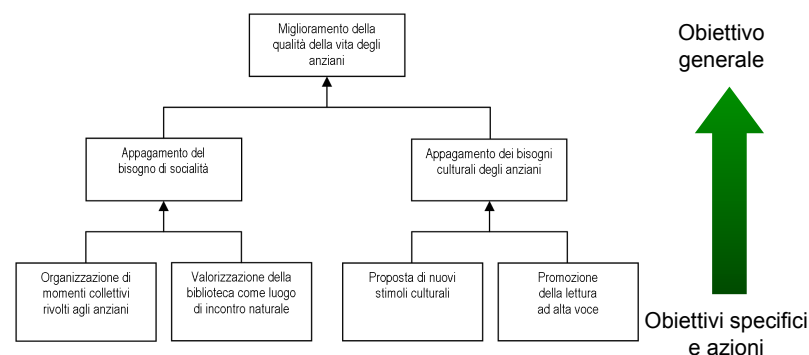 Miglioramento della
qualità della vita degli
anziani
Obiettivo
generale
Appagamento del
bisogno di socialità
Appagamento dei bisogni
culturali degli anziani
Organizzazione di
momenti collettivi
rivolti agli anziani
Valorizzazione della
biblioteca come luogo
di incontro naturale
Proposta di nuovi
stimoli culturali
Promozione
della lettura
ad alta voce
Obiettivi specifici
e azioni